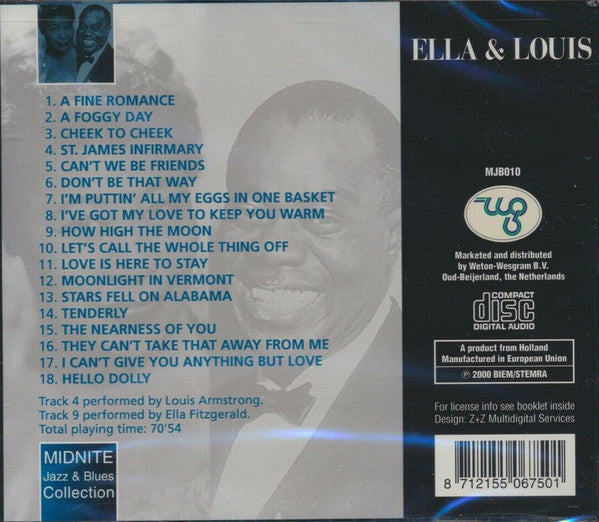 ELLA & LOUIS
1. A FINE ROMANCE
2. A FOGGY DAY
3. CHEEK TO CHEEK
4. ST. JAMES INFIRMARY
5. CAN'T WE BE FRIENDS
6. DON'T BE THAT WAY
7. I'M PUTTIN' ALL MY EGGS IN ONE BASKET
8. I'VE GOT MY LOVE TO KEEP YOU WARM
9. HOW HIGH THE MOON
10. LET'S CALL THE WHOLE THING OFF
11. LOVE IS HERE TO STAY
12. MOONLIGHT IN VERMONT
13. STARS FELL ON ALABAMA
14. TENDERLY
15. THE NEARNESS OF YOU
16. THEY CAN'T TAKE THAT AWAY FROM ME
17. I CAN'T GIVE YOU ANYTHING BUT LOVE
18. HELLO DOLLY
Track 4 performed by Louis Armstrong.
Track 9 performed by Ella Fitzgerald.
Total playing time: 70'54
MIDNITE
Jazz & Blues
Collection
MJB010
wg
Marketed and distributed
by Weton-Wesgram B.V.
Oud-Beijerland, the Netherlands
COMPACT
disc
DIGITAL AUDIO
A product from Holland
Manufactured in European Union
℗ 2000 BIEM/STEMRA
For license info see booklet inside
Design: Z+Z Multidigital Services
8 712155 067501